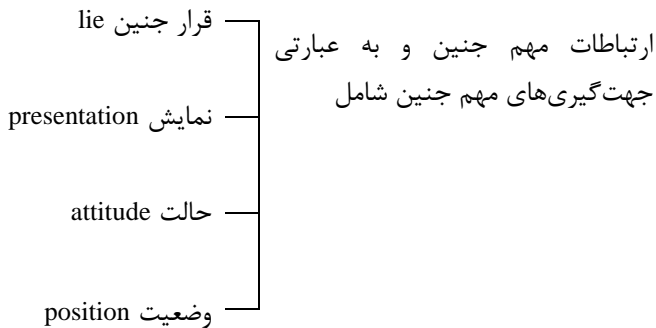 ارتباطات مهم جنین و به عبارتی
جهت‌گیری‌های مهم جنین شامل
قرار جنین lie
نمایش presentation
حالت attitude
وضعیت position